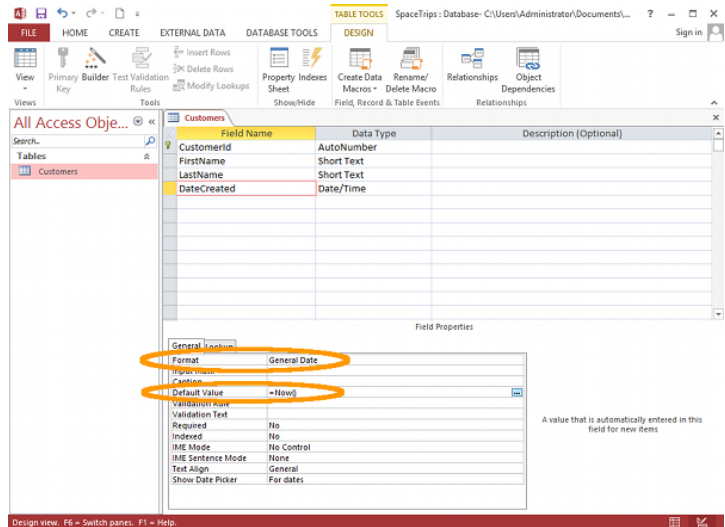 TABLE TOOLS SpaceTrips : Database- C:\Users\Administrator\Documents\... ?
FILE HOME CREATE EXTERNAL DATA DATABASE TOOLS DESIGN Sign in
View Primary Key Builder Test Validation Rules Insert Rows Delete Rows Modify Lookups Property Sheet Indexes Create Data Macros Rename/ Delete Macro Relationships Object Dependencies
Views Tools Show/Hide Field, Record & Table Events Relationships
All Access Obje...
Search...
Tables
Customers
Customers
Field Name Data Type Description (Optional)
CustomerId AutoNumber
FirstName Short Text
LastName Short Text
DateCreated Date/Time
Field Properties
General Lookup
Format General Date
Input Mask
Caption
Default Value =Now()
Validation Rule
Validation Text
Required No
Indexed No
IME Mode No Control
IME Sentence Mode None
Text Align General
Show Date Picker For dates
A value that is automatically entered in this
field for new items
Design view. F6 = Switch panes. F1 = Help.